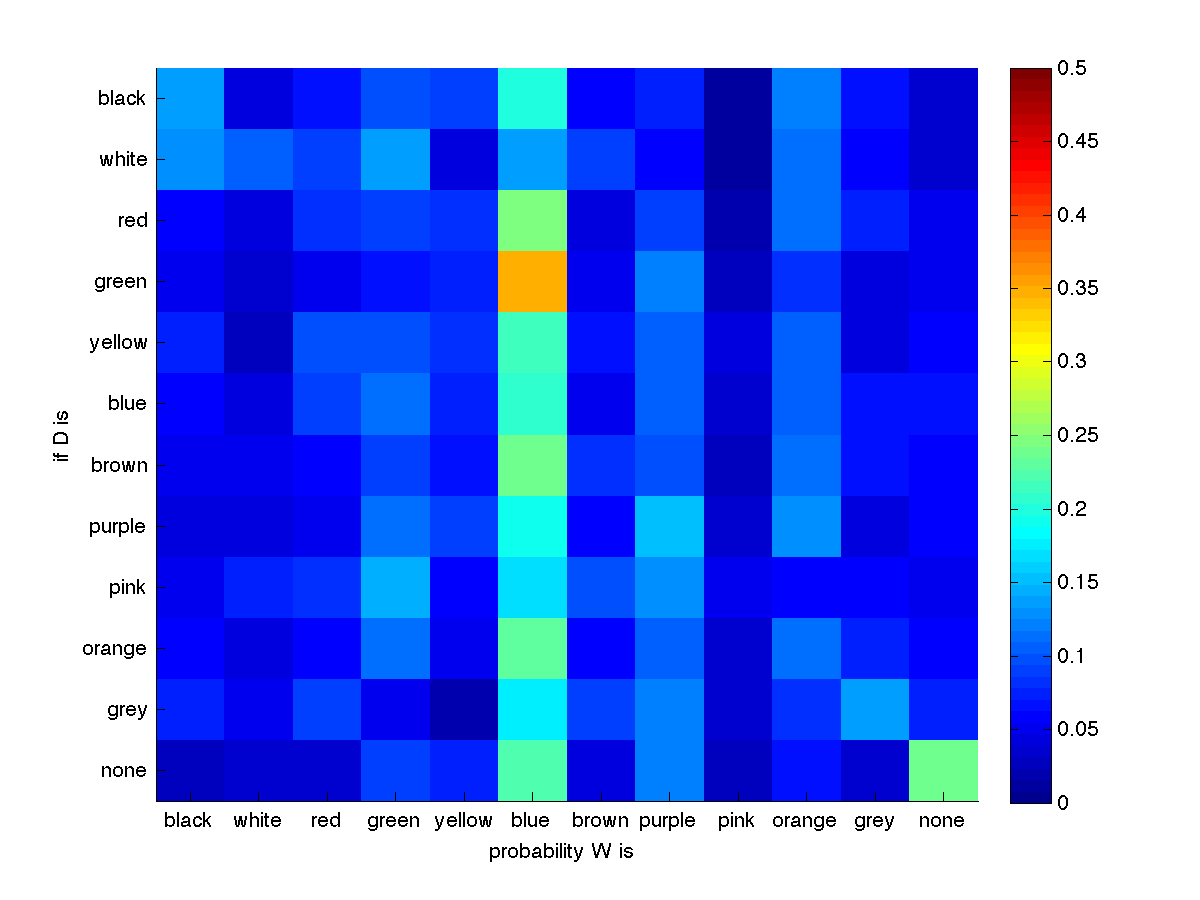 black
white
red
green
yellow
blue
brown
purple
pink
orange
grey
none
if D is
black white red green yellow blue brown purple pink orange grey none
probability W is
0.5
0.45
0.4
0.35
0.3
0.25
0.2
0.15
0.1
0.05
0